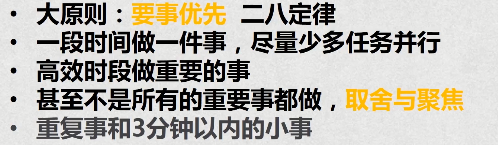 • 大原则：要事优先 二八定律
• 一段时间做一件事，尽量少多任务并行
• 高效时段做重要的事
• 甚至不是所有的重要事都做，取舍与聚焦
• 重复事和3分钟以内的小事